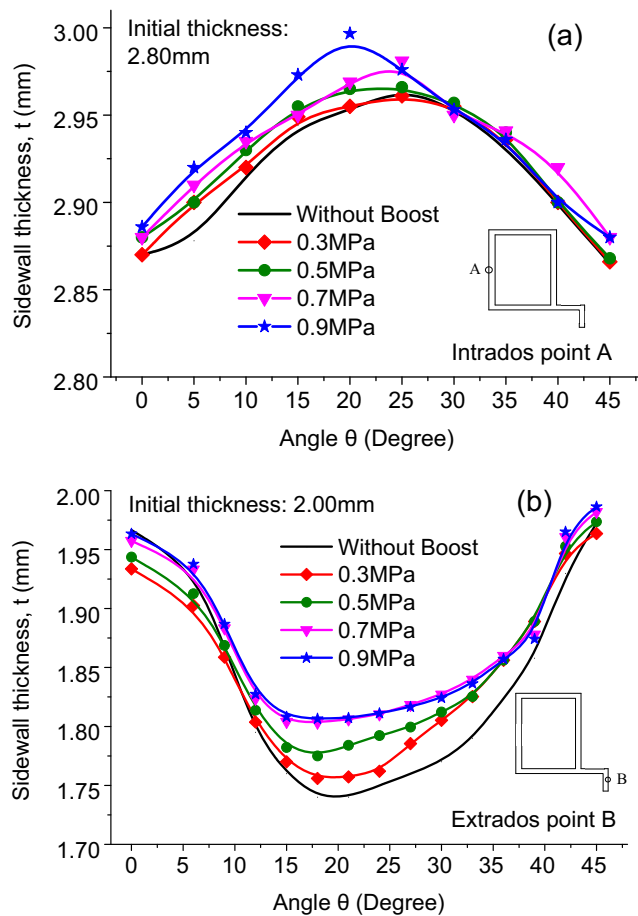 (a)
Initial thickness:
2.80mm
3.00
2.95
2.90
2.85
2.80
Sidewall thickness, t (mm)
Without Boost
0.3MPa
0.5MPa
0.7MPa
0.9MPa
A
Intrados point A
0 5 10 15 20 25 30 35 40 45
Angle θ (Degree)
(b)
Initial thickness: 2.00mm
2.00
1.95
1.90
1.85
1.80
1.75
1.70
Sidewall thickness, t (mm)
Without Boost
0.3MPa
0.5MPa
0.7MPa
0.9MPa
B
Extrados point B
0 5 10 15 20 25 30 35 40 45
Angle θ (Degree)